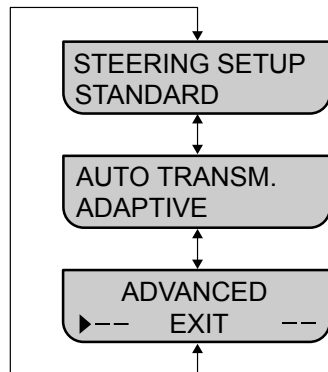 STEERING SETUP
STANDARD
AUTO TRANSM.
ADAPTIVE
ADVANCED
▶-- EXIT --